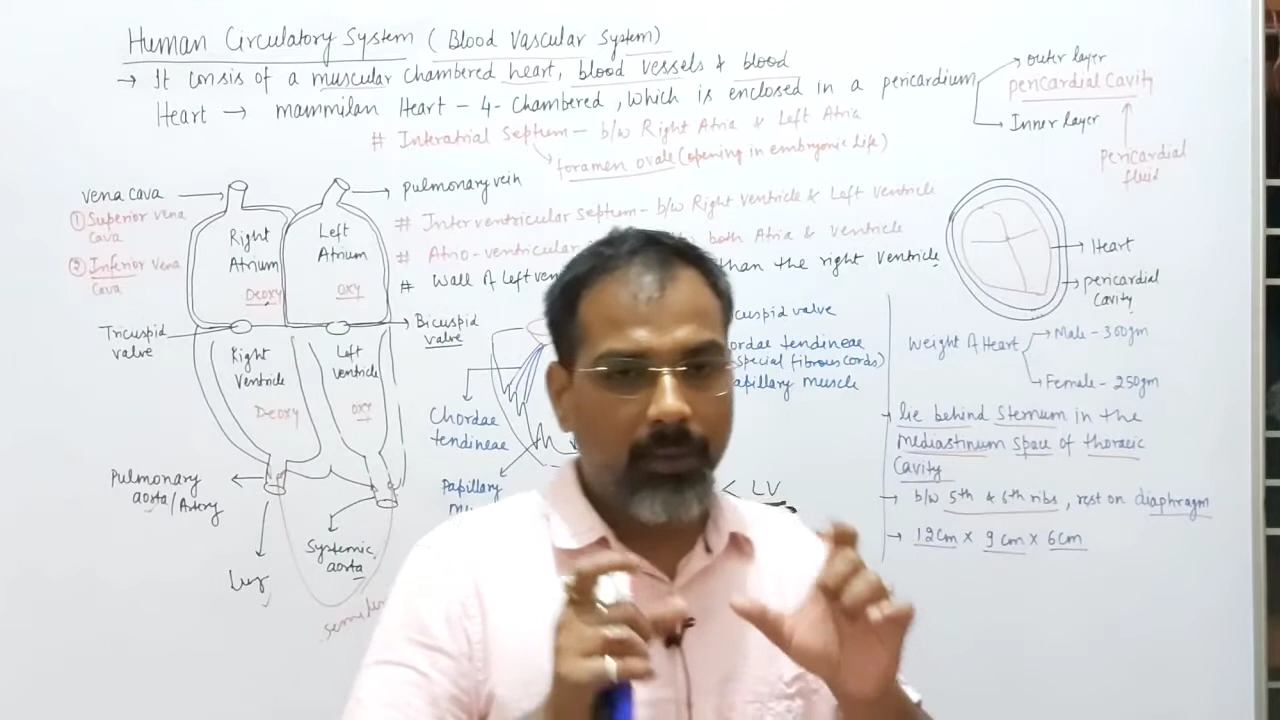 Human Circulatory System ( Blood Vascular System)
→ It consis of a muscular chambered heart, blood vessels & blood
Heart → mammilan Heart - 4- Chambered , which is enclosed in a pericardium
outer layer
pericardial Cavity
Inner layer
pericardial
fluid
# Interatrial Septum - b/w Right Atria & Left Atria
foramen ovale (opening in embryonic life)
vena cava
pulmonary vein
① Superior vena
cava
② Inferior vena
cava
Right
Atrium
Deoxy
Left
Atrium
oxy
# Inter ventricular Septum - b/w Right Ventricle & Left Ventricle
# Atrio-ventricular both Atria & Ventricle
# Wall of Left than the right ventricle
Tricuspid
valve
Bicuspid
valve
Right
Ventricle
Deoxy
Left
Ventricle
oxy
Pulmonary
aorta/Artery
Systemic
aorta
Chordae
tendineae
Papillary
cuspid valve
ordae tendineae
special fibrous cords)
apillary muscle
< LV
Heart
pericardial
cavity
Weight of Heart
Male - 300gm
Female - 250gm
→ lie behind Sternum in the
mediastinum space of thoracic
Cavity
→ b/w 5th & 6th ribs , rest on diaphragm
→ 12cm x 9cm x 6cm